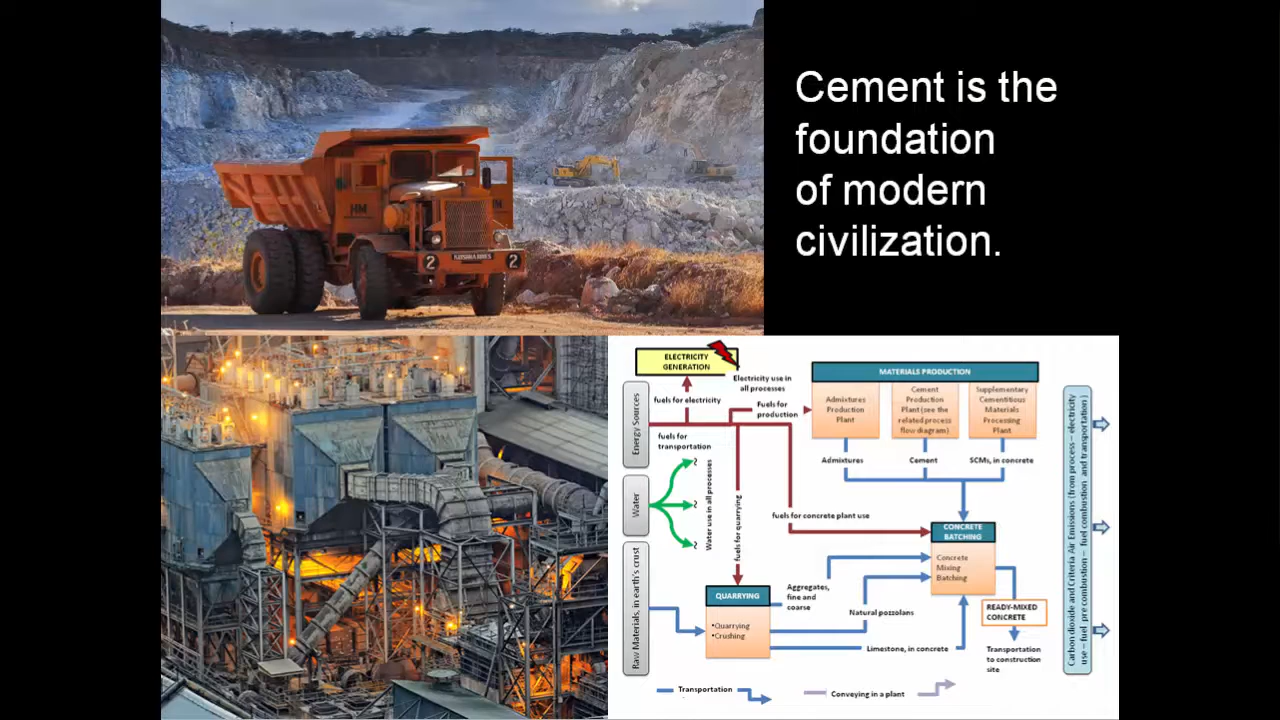 Cement is the
foundation
of modern
civilization.
HM
HM
2
2
ELECTRICITY
GENERATION
Electricity use in
all processes
fuels for electricity
Fuels for
production
fuels for
transportation
Energy Sources
Water
Raw Materials, in earth's crust
Water use in all processes
fuels for quarrying
MATERIALS PRODUCTION
Admixtures
Production
Plant
Cement
Production
Plant (see the
related process
flow diagram)
Supplementary
Cementitious
Materials
Processing
Plant
Admixtures
Cement
SCMs, in concrete
fuels for concrete plant use
CONCRETE
BATCHING
Concrete
Mixing
Batching
QUARRYING
•Quarrying
•Crushing
Aggregates,
fine and
coarse
Natural pozzolans
Limestone, in concrete
READY-MIXED
CONCRETE
Transportation
to construction
site
Transportation
Conveying in a plant
Carbon dioxide and Criteria Air Emissions (from process – electricity
use – fuel pre combustion – fuel combustion and transportation)